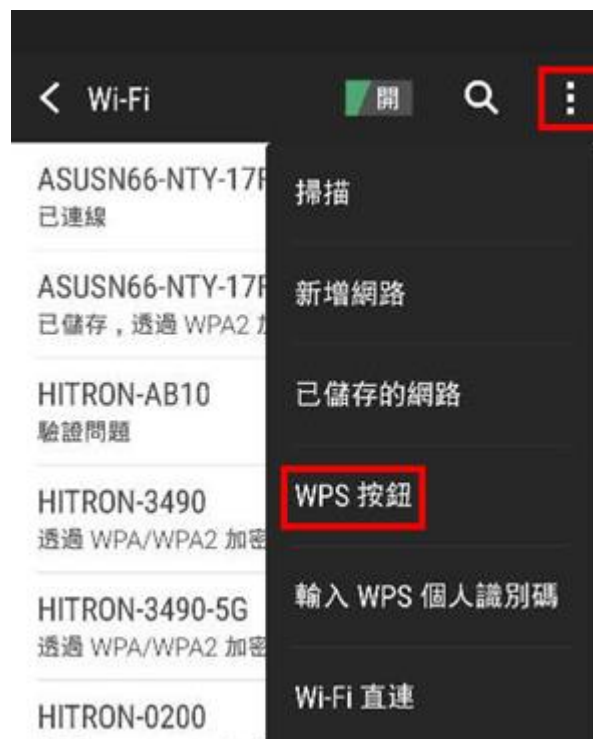 Wi-Fi
開
ASUSN66-NTY-17
已連線
ASUSN66-NTY-17
已儲存，透過 WPA2
HITRON-AB10
驗證問題
HITRON-3490
透過 WPA/WPA2 加密
HITRON-3490-5G
透過 WPA/WPA2 加密
HITRON-0200
掃描
新增網路
已儲存的網路
WPS 按鈕
輸入 WPS 個人識別碼
Wi-Fi 直連